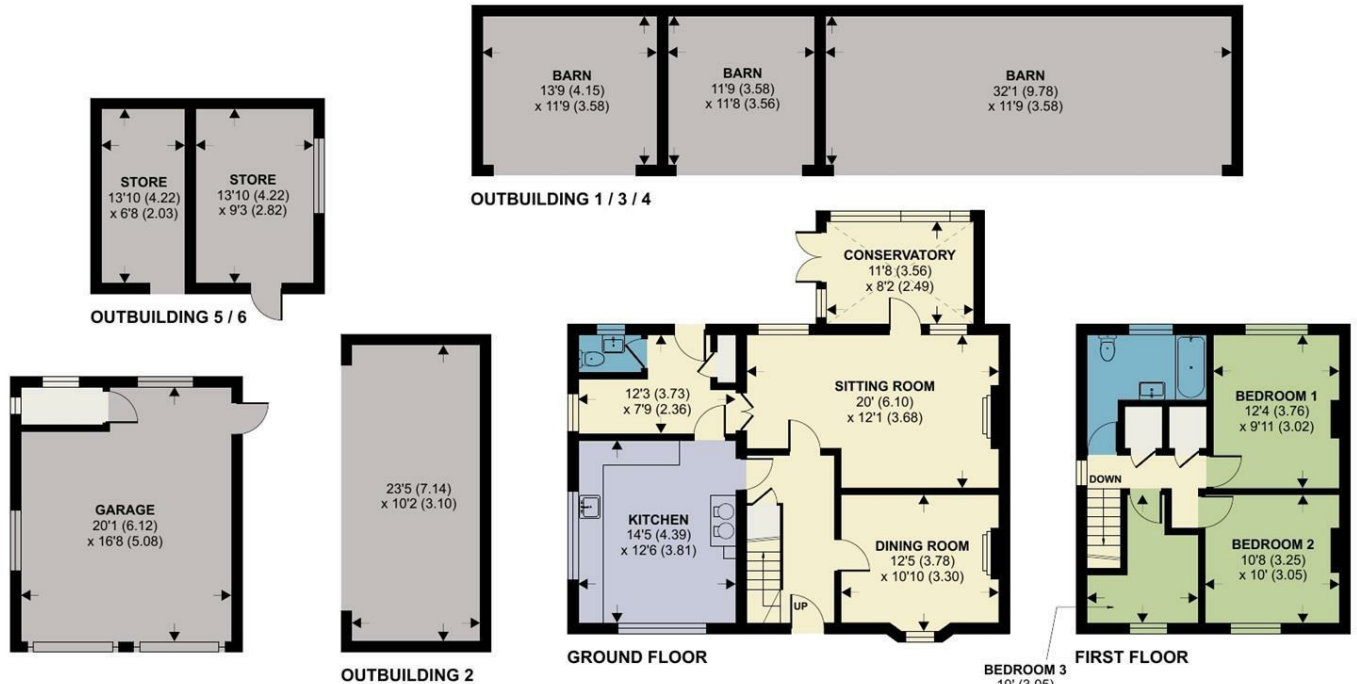 BARN
13'9 (4.15)
x 11'9 (3.58)
BARN
11'9 (3.58)
x 11'8 (3.56)
BARN
32'1 (9.78)
x 11'9 (3.58)
OUTBUILDING 1 / 3 / 4
STORE
13'10 (4.22)
x 6'8 (2.03)
STORE
13'10 (4.22)
x 9'3 (2.82)
OUTBUILDING 5 / 6
CONSERVATORY
11'8 (3.56)
x 8'2 (2.49)
12'3 (3.73)
x 7'9 (2.36)
SITTING ROOM
20' (6.10)
x 12'1 (3.68)
KITCHEN
14'5 (4.39)
x 12'6 (3.81)
DINING ROOM
12'5 (3.78)
x 10'10 (3.30)
UP
GROUND FLOOR
BEDROOM 1
12'4 (3.76)
x 9'11 (3.02)
DOWN
BEDROOM 2
10'8 (3.25)
x 10' (3.05)
BEDROOM 3
10' (3.05)
FIRST FLOOR
GARAGE
20'1 (6.12)
x 16'8 (5.08)
23'5 (7.14)
x 10'2 (3.10)
OUTBUILDING 2